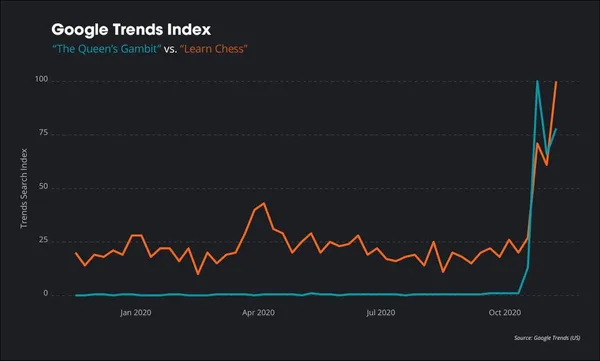 Google Trends Index
“The Queen’s Gambit” vs. “Learn Chess”
100
75
50
25
0
Trends Search Index
Jan 2020 Apr 2020 Jul 2020 Oct 2020
Source: Google Trends (US)